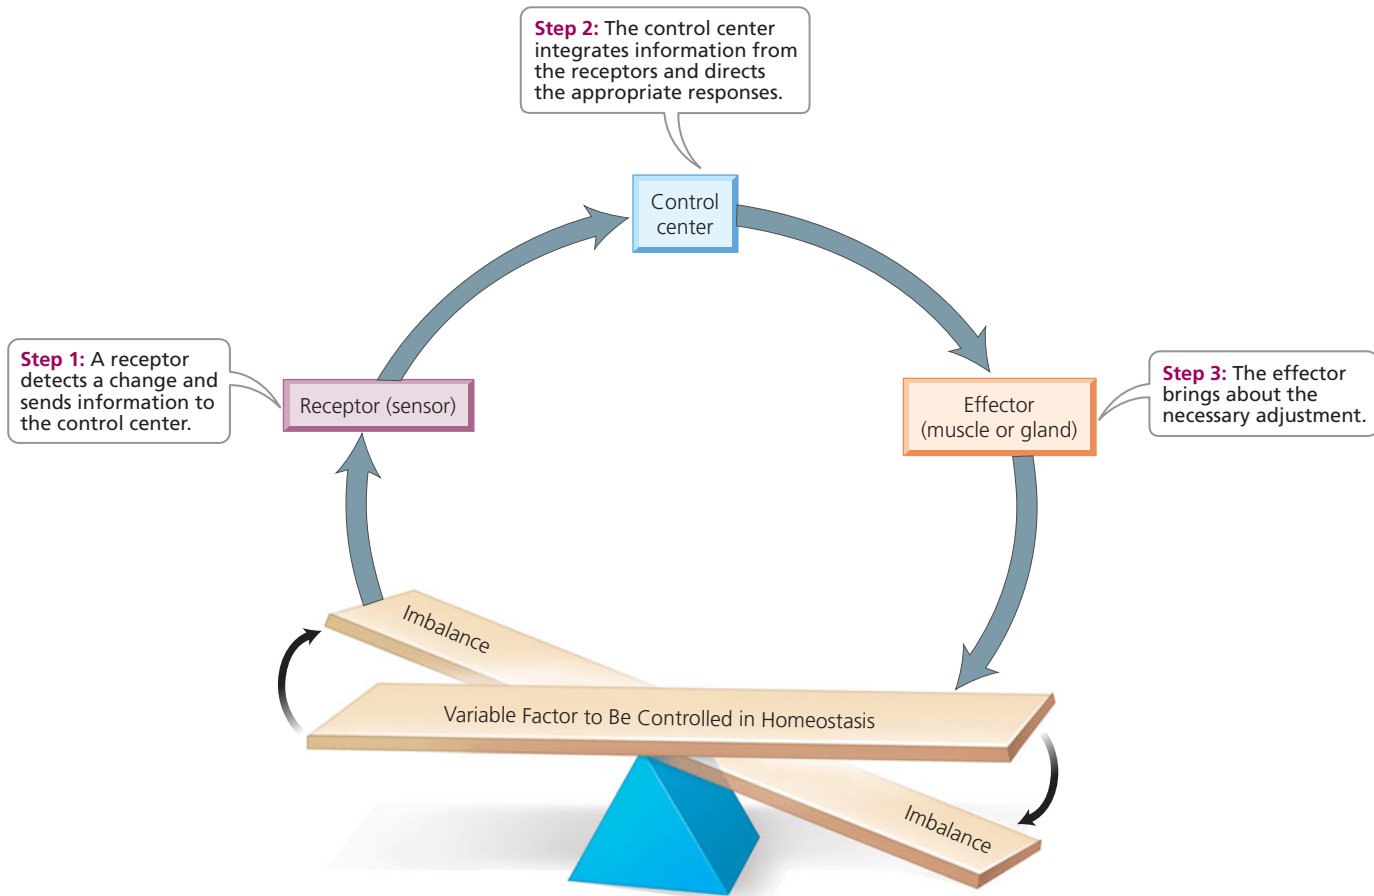 Step 2: The control center
integrates information from
the receptors and directs
the appropriate responses.
Control
center
Step 1: A receptor
detects a change and
sends information to
the control center.
Receptor (sensor)
Effector
(muscle or gland)
Step 3: The effector
brings about the
necessary adjustment.
Imbalance
Variable Factor to Be Controlled in Homeostasis
Imbalance